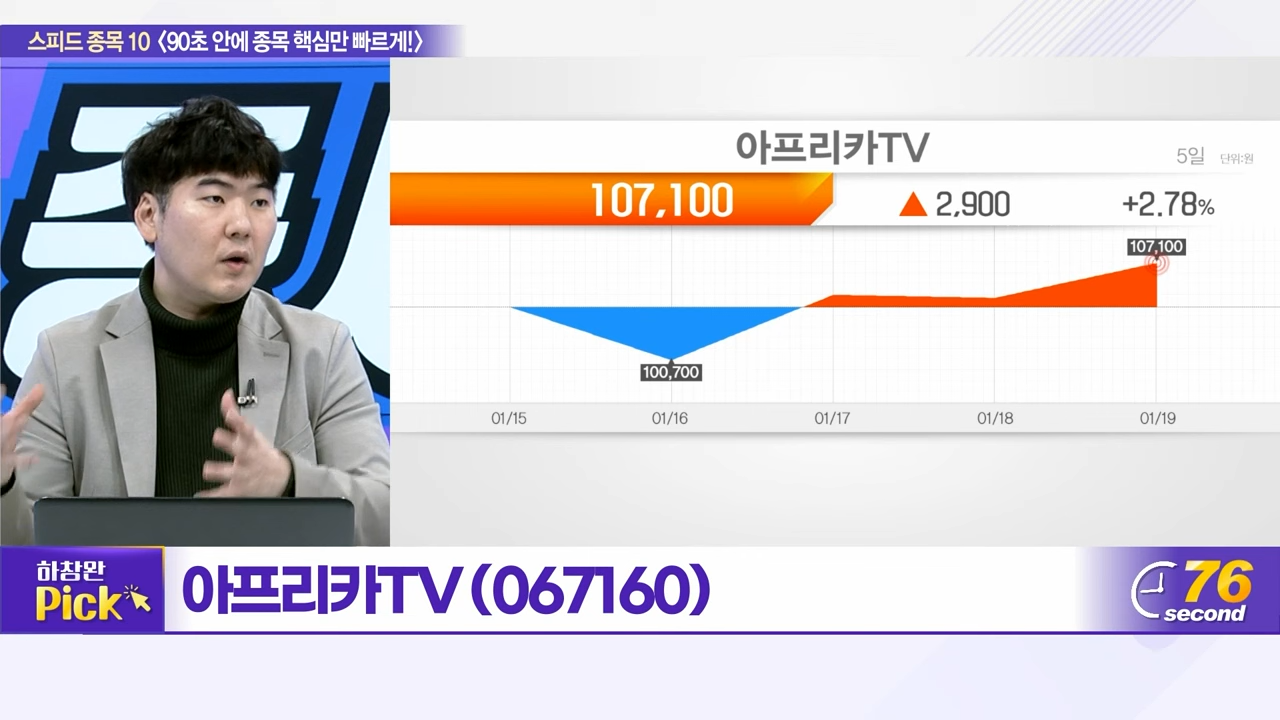 스피드 종목 10 〈90초 안에 종목 핵심만 빠르게!〉
아프리카TV
5일 단위:원
107,100 ▲ 2,900 +2.78%
107,100
100,700
01/15 01/16 01/17 01/18 01/19
하창완
Pick
아프리카TV (067160)
76
second